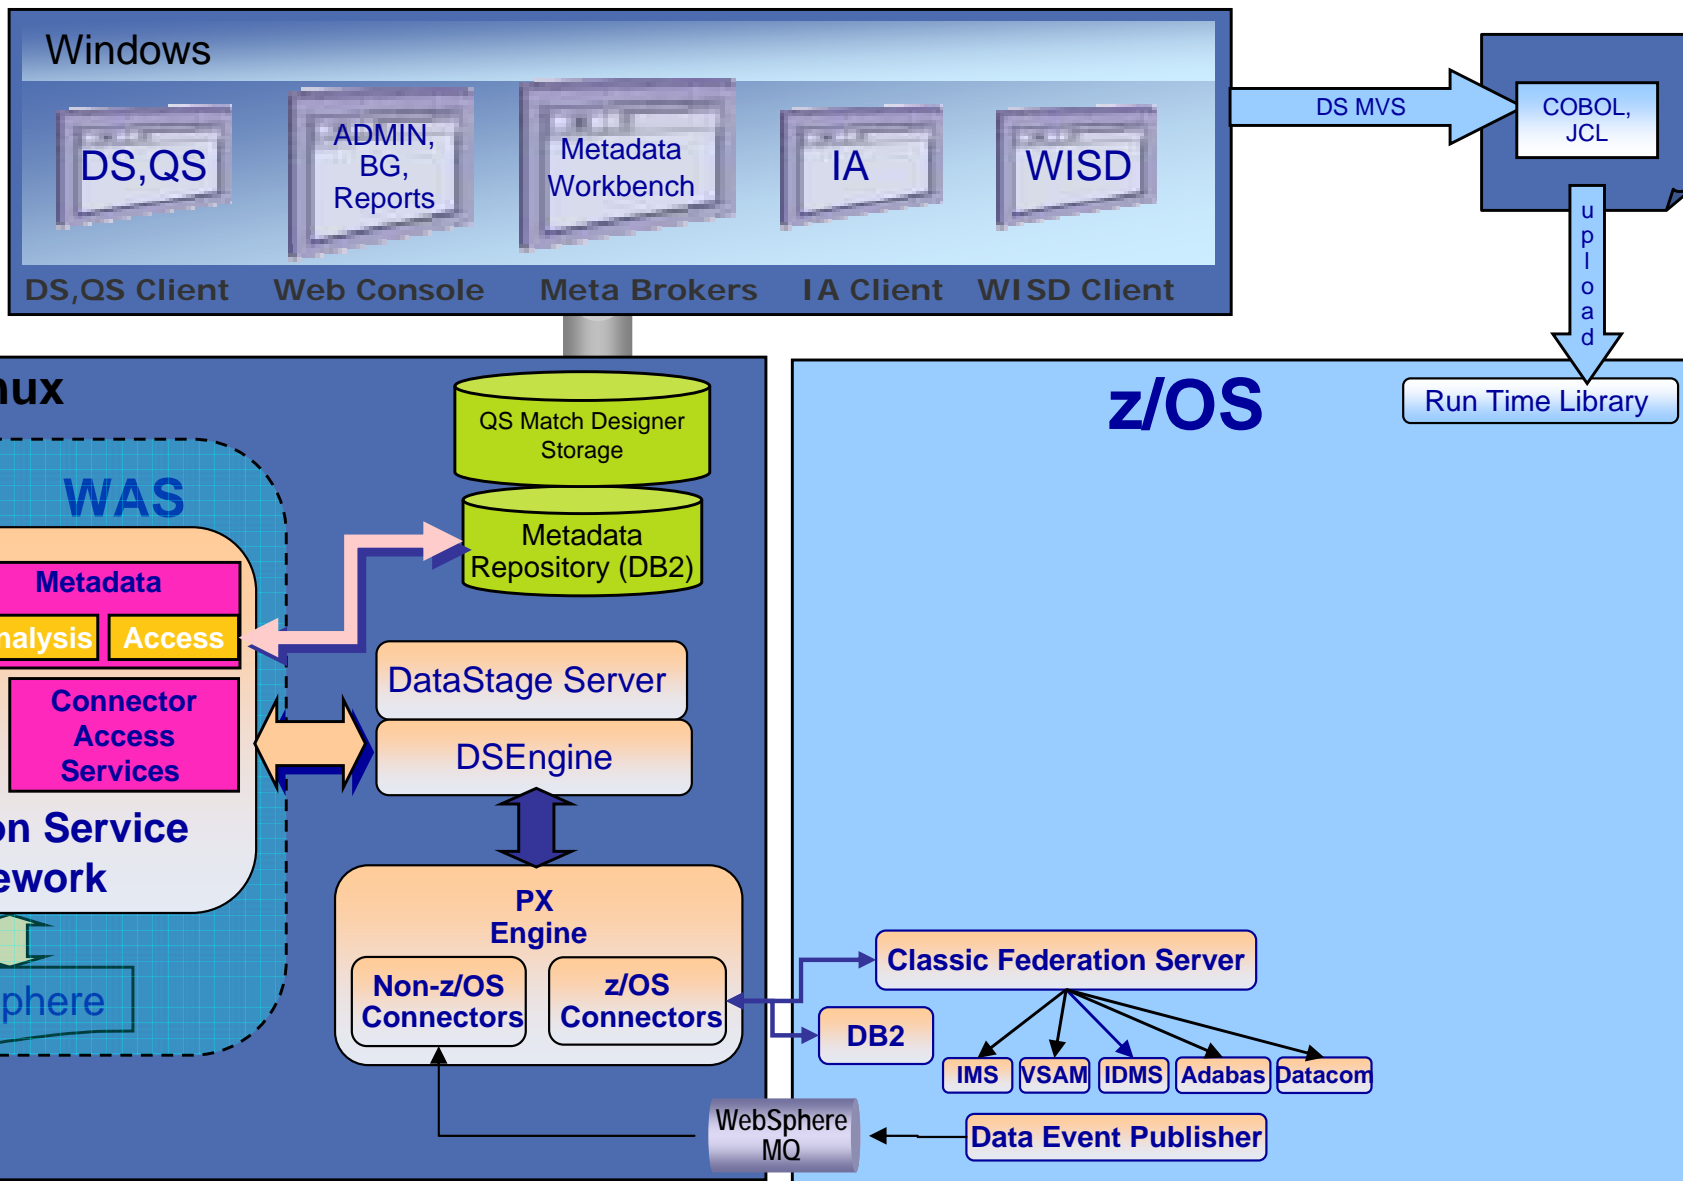 Windows
DS,QS
ADMIN,
BG,
Reports
Metadata
Workbench
IA
WISD
DS,QS Client
Web Console
Meta Brokers
IA Client
WISD Client
DS MVS
COBOL,
JCL
upload
Run Time Library
z/OS
nux
WAS
QS Match Designer
Storage
Metadata
Repository (DB2)
Metadata
nalysis
Access
Connector
Access
Services
on Service
ework
phere
DataStage Server
DSEngine
PX
Engine
Non-z/OS
Connectors
z/OS
Connectors
Classic Federation Server
DB2
IMS
VSAM
IDMS
Adabas
Datacom
WebSphere
MQ
Data Event Publisher